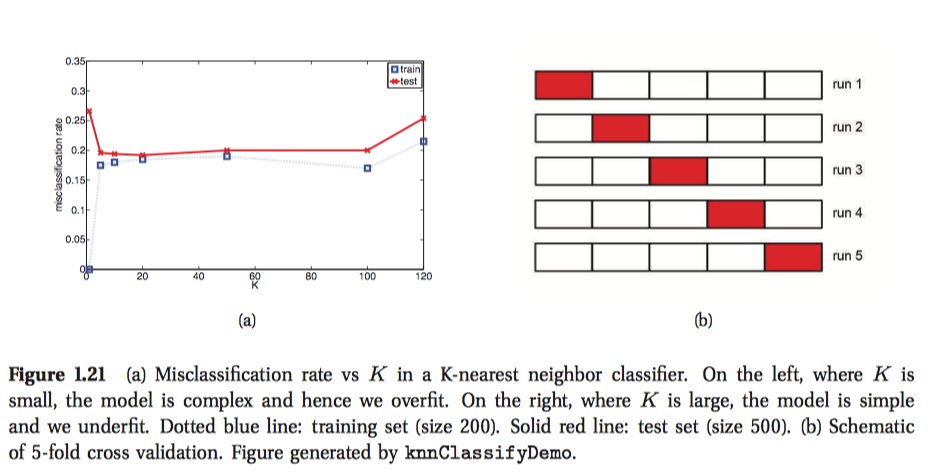 0.35
0.3
0.25
0.2
0.15
0.1
0.05
0
misclassification rate
0
20
40
60
80
100
120
K
train
test
(a)
run 1
run 2
run 3
run 4
run 5
(b)
Figure 1.21 (a) Misclassification rate vs K in a K-nearest neighbor classifier. On the left, where K is
small, the model is complex and hence we overfit. On the right, where K is large, the model is simple
and we underfit. Dotted blue line: training set (size 200). Solid red line: test set (size 500). (b) Schematic
of 5-fold cross validation. Figure generated by knnClassifyDemo.